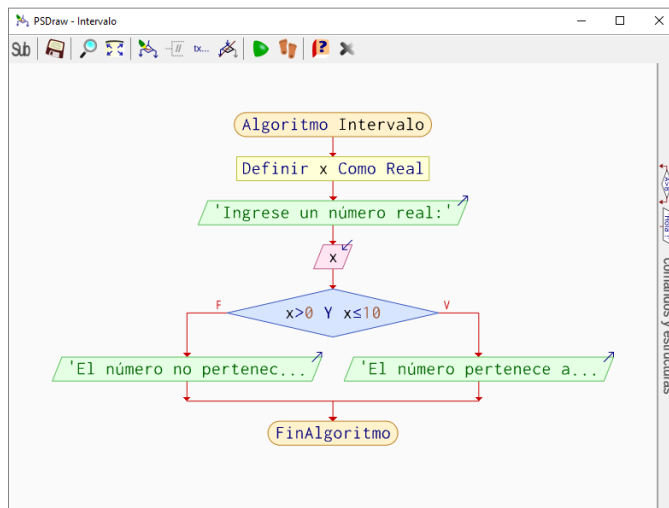 PSDraw - Intervalo
Sub // tx... ?
Algoritmo Intervalo
Definir x Como Real
'Ingrese un número real:'
x
F
x>0 Y x≤10
V
'El número no pertenec...
'El número pertenece a...
FinAlgoritmo
Comandos y estructuras